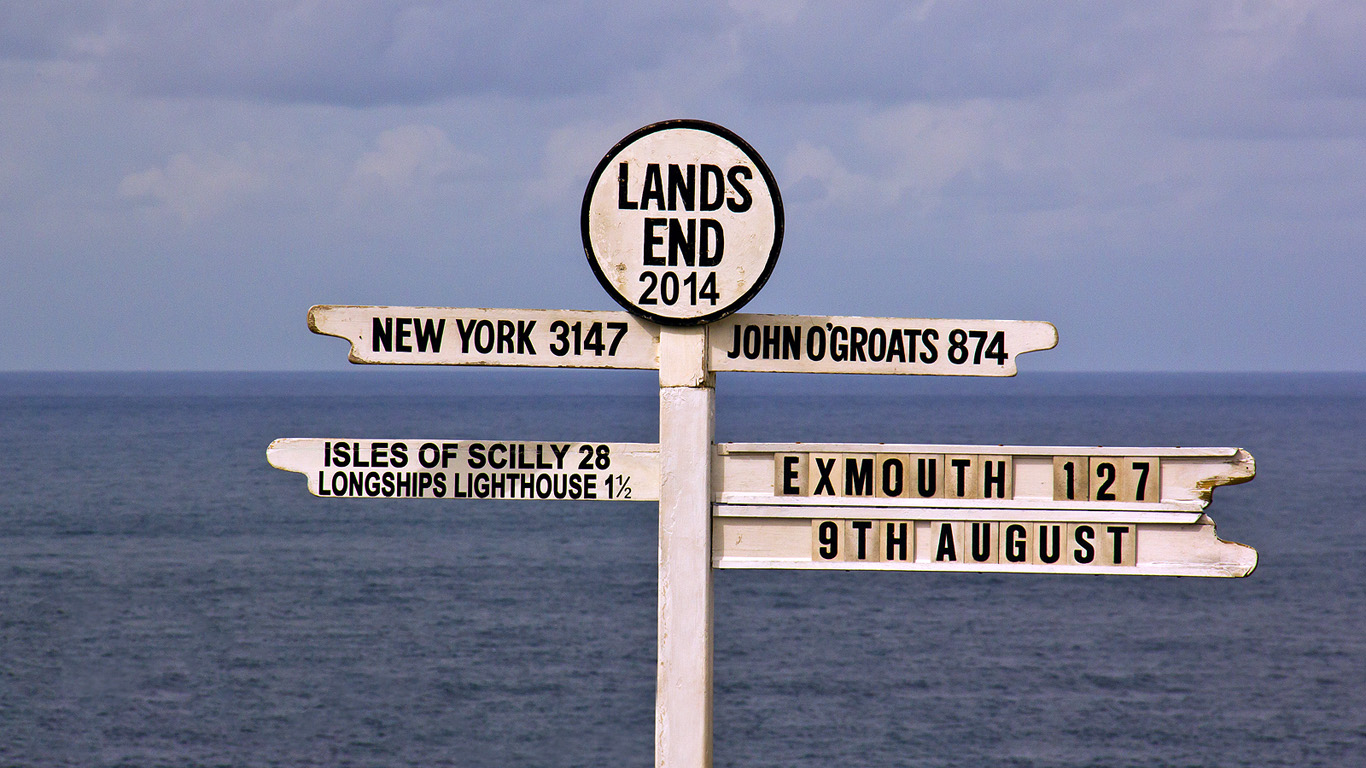 LANDS
END
2014
NEW YORK 3147
JOHN O'GROATS 874
ISLES OF SCILLY 28
LONGSHIPS LIGHTHOUSE 1½
EXMOUTH 127
9TH AUGUST